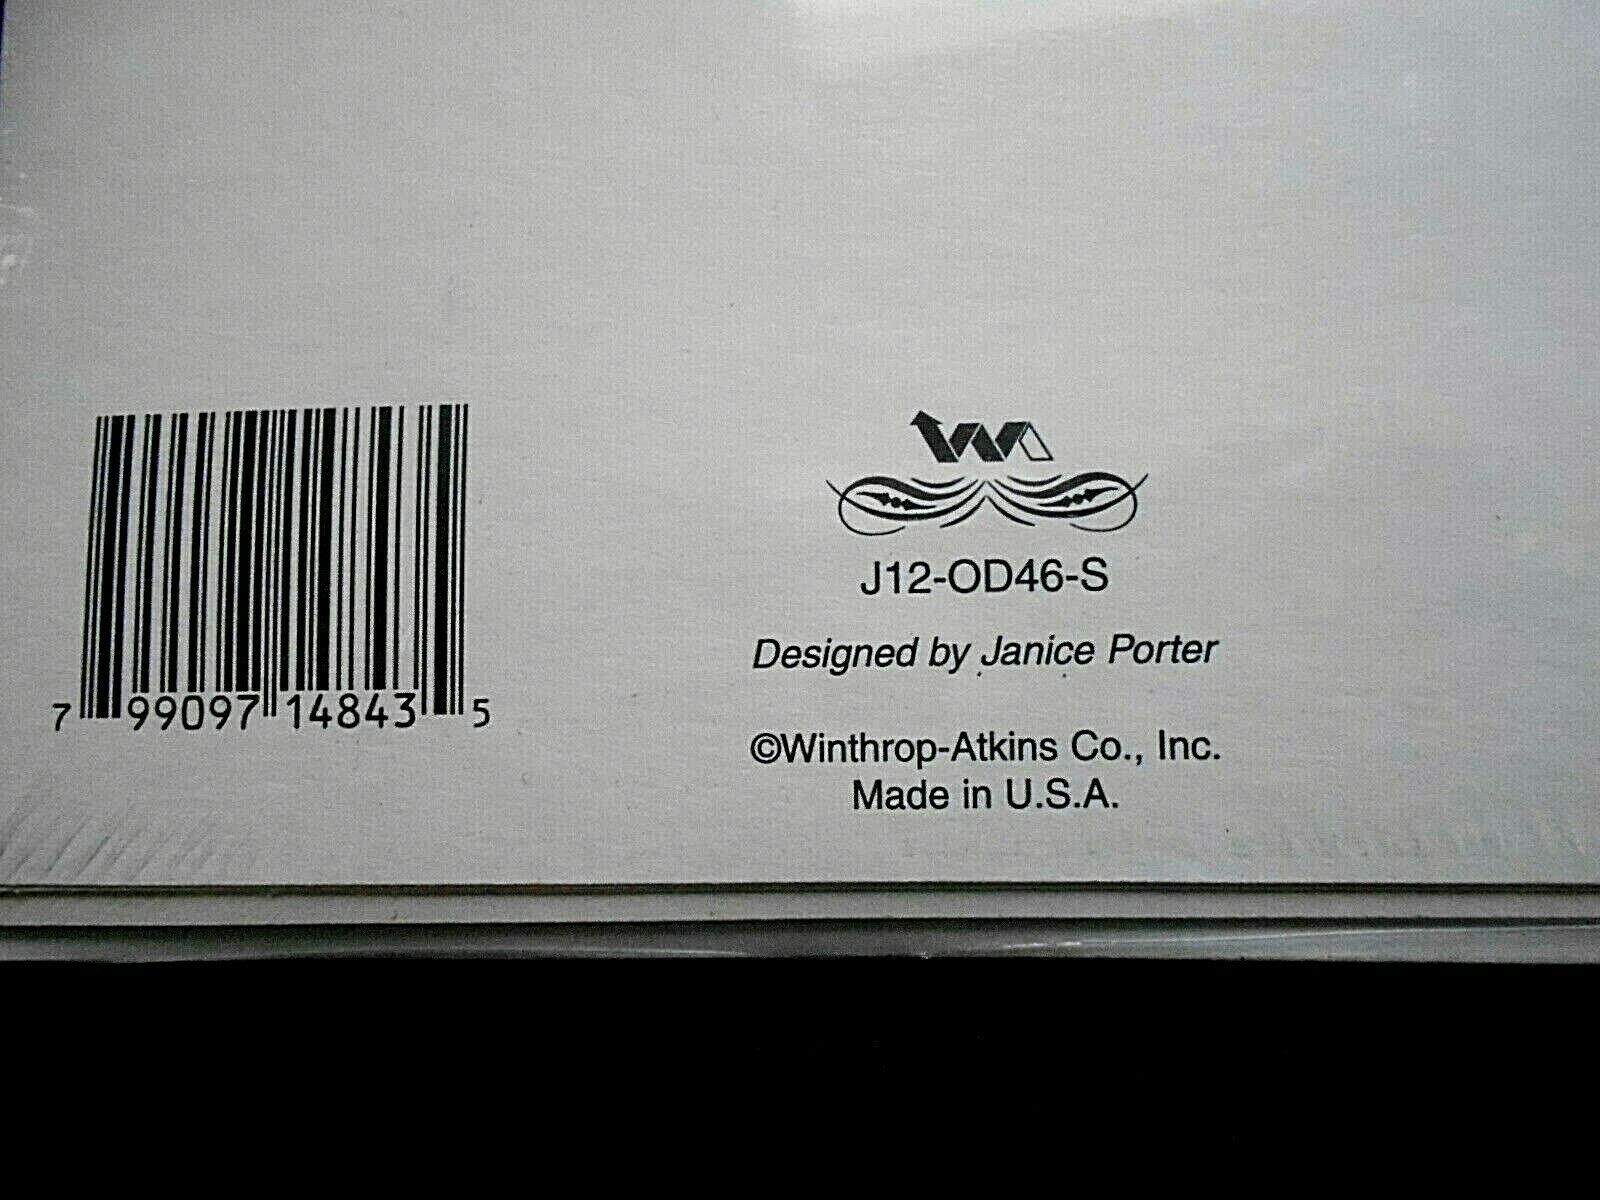 7 99097 14843 5
J12-OD46-S
Designed by Janice Porter
©Winthrop-Atkins Co., Inc.
Made in U.S.A.